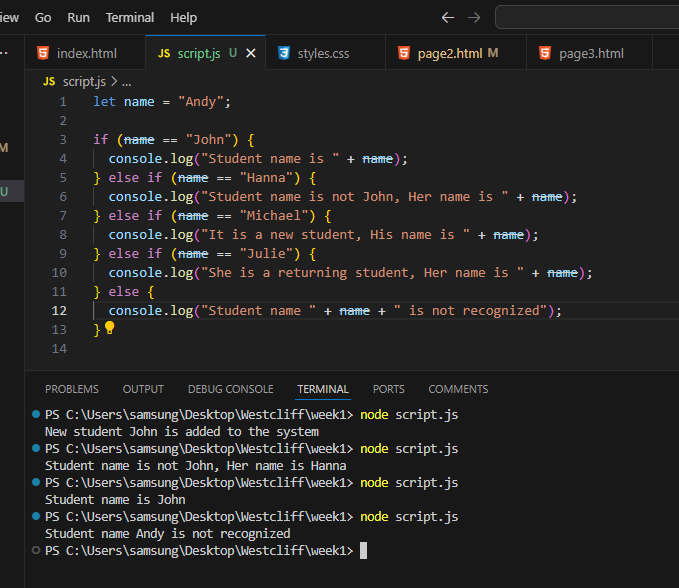 iew Go Run Terminal Help
index.html JS script.js U styles.css page2.html M page3.html
JS script.js > ...
M
U
1 let name = "Andy";
2
3 if (name == "John") {
4 console.log("Student name is " + name);
5 } else if (name == "Hanna") {
6 console.log("Student name is not John, Her name is " + name);
7 } else if (name == "Michael") {
8 console.log("It is a new student, His name is " + name);
9 } else if (name == "Julie") {
10 console.log("She is a returning student, Her name is " + name);
11 } else {
12 console.log("Student name " + name + " is not recognized");
13 }
14
PROBLEMS OUTPUT DEBUG CONSOLE TERMINAL PORTS COMMENTS
PS C:\Users\samsung\Desktop\Westcliff\week1> node script.js
New student John is added to the system
PS C:\Users\samsung\Desktop\Westcliff\week1> node script.js
Student name is not John, Her name is Hanna
PS C:\Users\samsung\Desktop\Westcliff\week1> node script.js
Student name is John
PS C:\Users\samsung\Desktop\Westcliff\week1> node script.js
Student name Andy is not recognized
PS C:\Users\samsung\Desktop\Westcliff\week1>